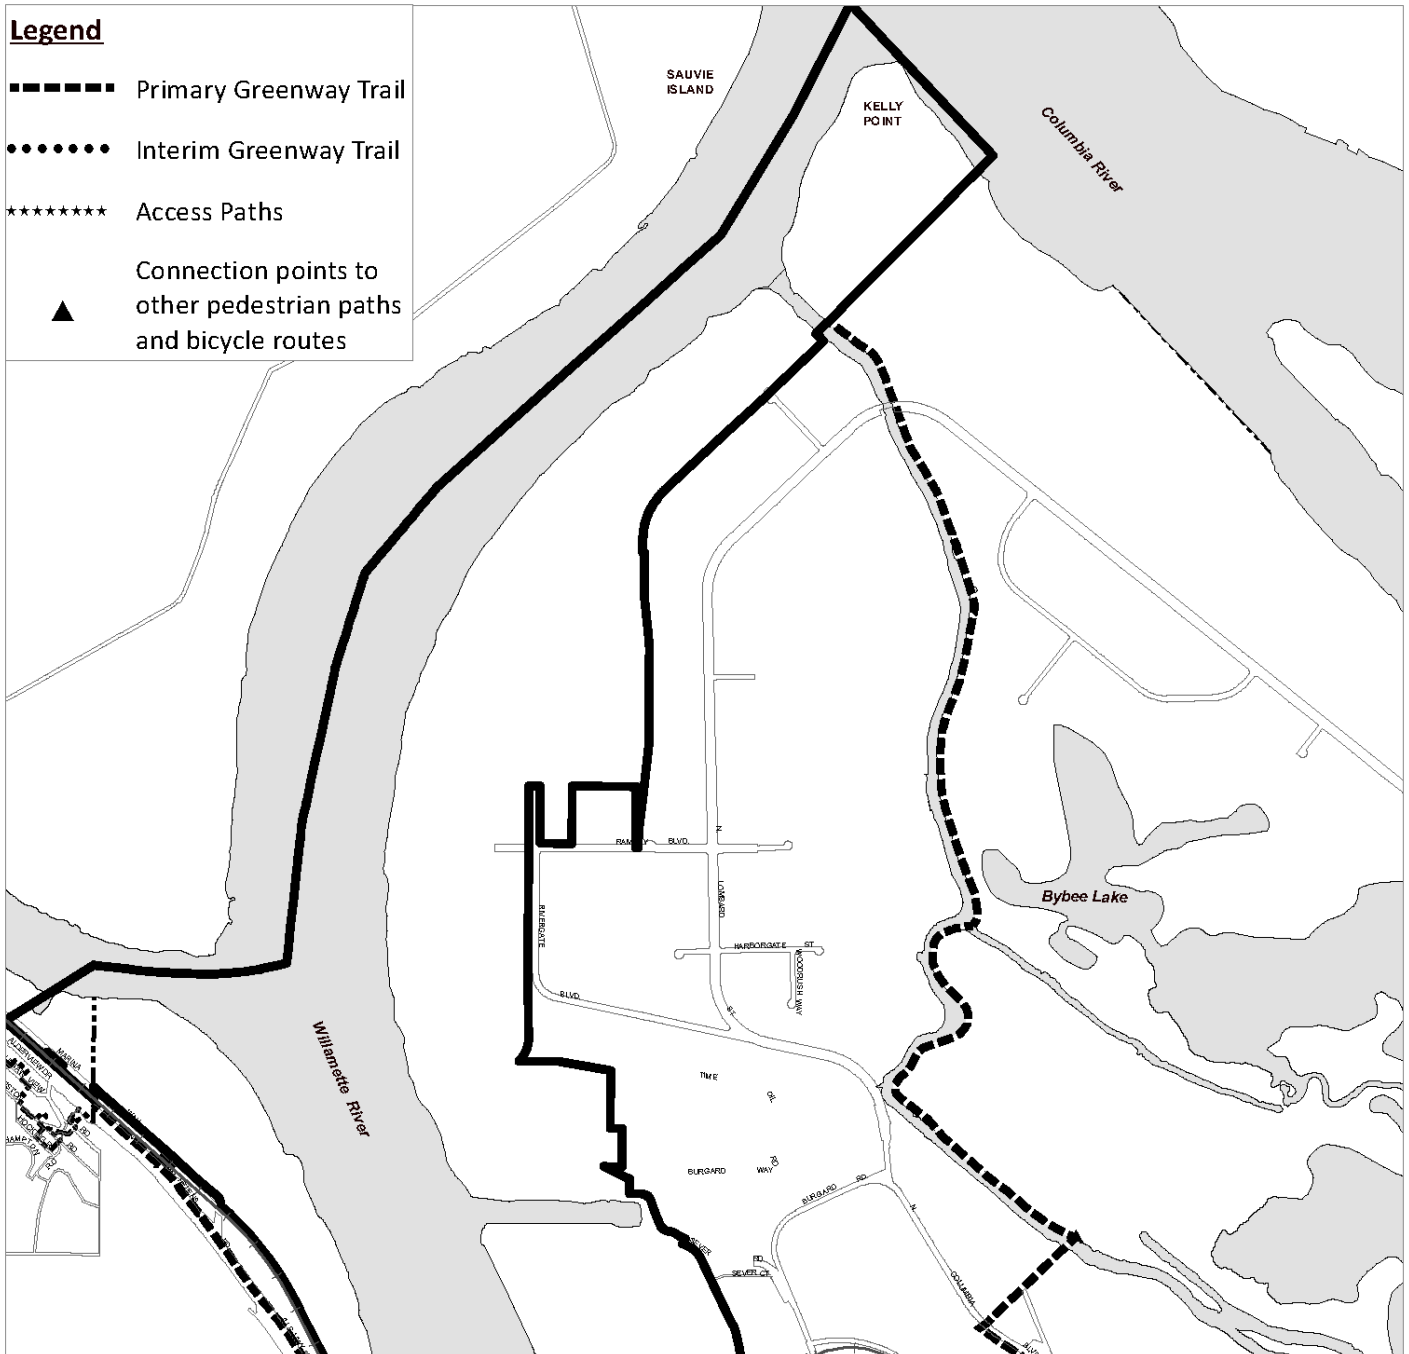 Legend
Primary Greenway Trail
Interim Greenway Trail
Access Paths
Connection points to
other pedestrian paths
and bicycle routes
SAUVIE
ISLAND
KELLY
POINT
Columbia River
BLVD.
N.
LOMBARD
ST.
RIVERGATE
BLVD.
HARBORGATE ST
WOODRUSH WAY
Bybee Lake
Willamette River
MARINA
TIME
OIL
RD
BURGARD WAY
BURGARD RD.
N.
COLUMBIA
SEVER
RD
SEVER CT.
RD
RD
RD